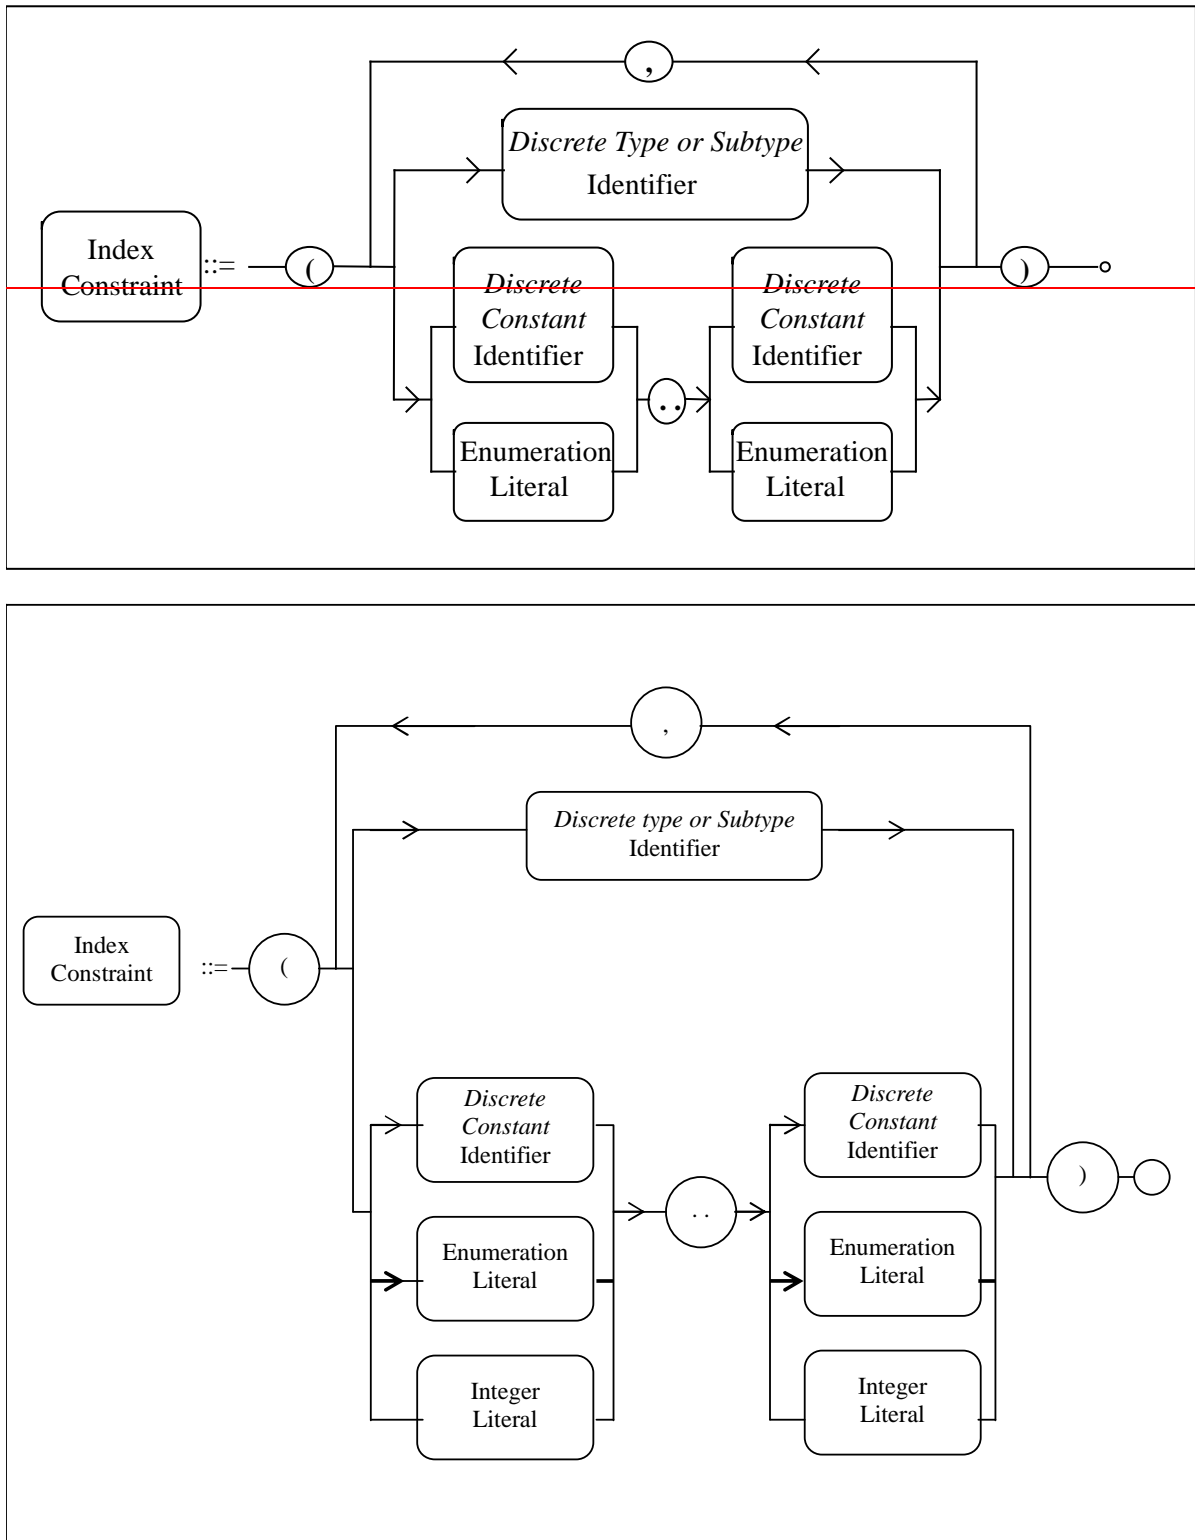 ,
Discrete Type or Subtype
Identifier
Index
Constraint
::=
(
)
Discrete
Constant
Identifier
Discrete
Constant
Identifier
..
Enumeration
Literal
Enumeration
Literal
,
Discrete type or Subtype
Identifier
Index
Constraint
::=
(
Discrete
Constant
Identifier
Discrete
Constant
Identifier
)
. .
Enumeration
Literal
Enumeration
Literal
Integer
Literal
Integer
Literal